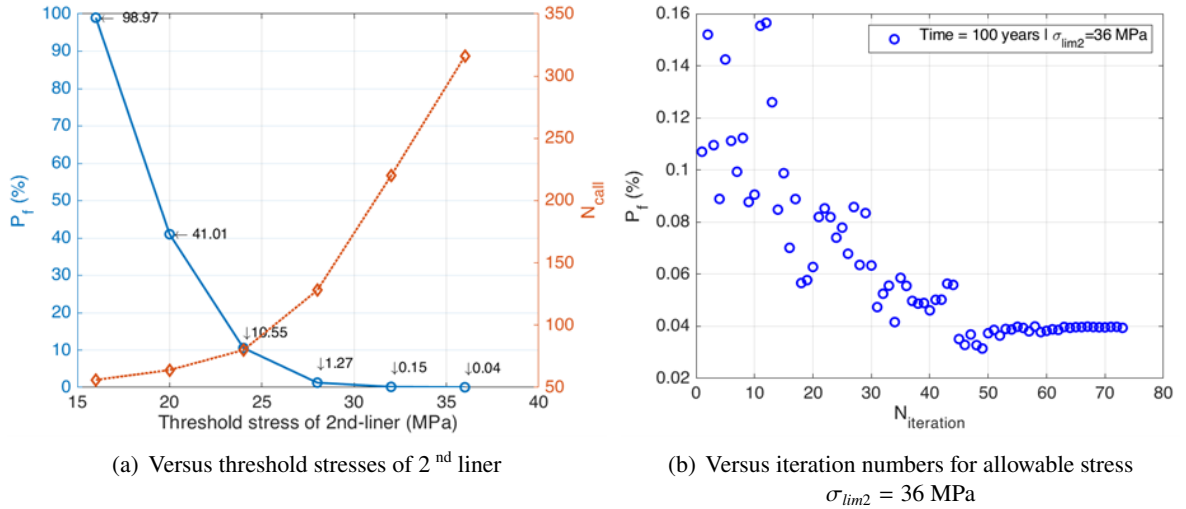 100
90
80
70
60
50
40
30
20
10
0
P_f (%)
350
300
250
200
150
100
50
N_call
←98.97
←41.01
↓10.55
↓1.27
↓0.15
↓0.04
15 20 25 30 35 40
Threshold stress of 2nd-liner (MPa)
(a) Versus threshold stresses of 2 nd liner
0.16
0.14
0.12
0.1
0.08
0.06
0.04
0.02
P_f (%)
Time = 100 years | σ_lim2=36 MPa
0 10 20 30 40 50 60 70 80
N_iteration
(b) Versus iteration numbers for allowable stress
σ_lim2 = 36 MPa